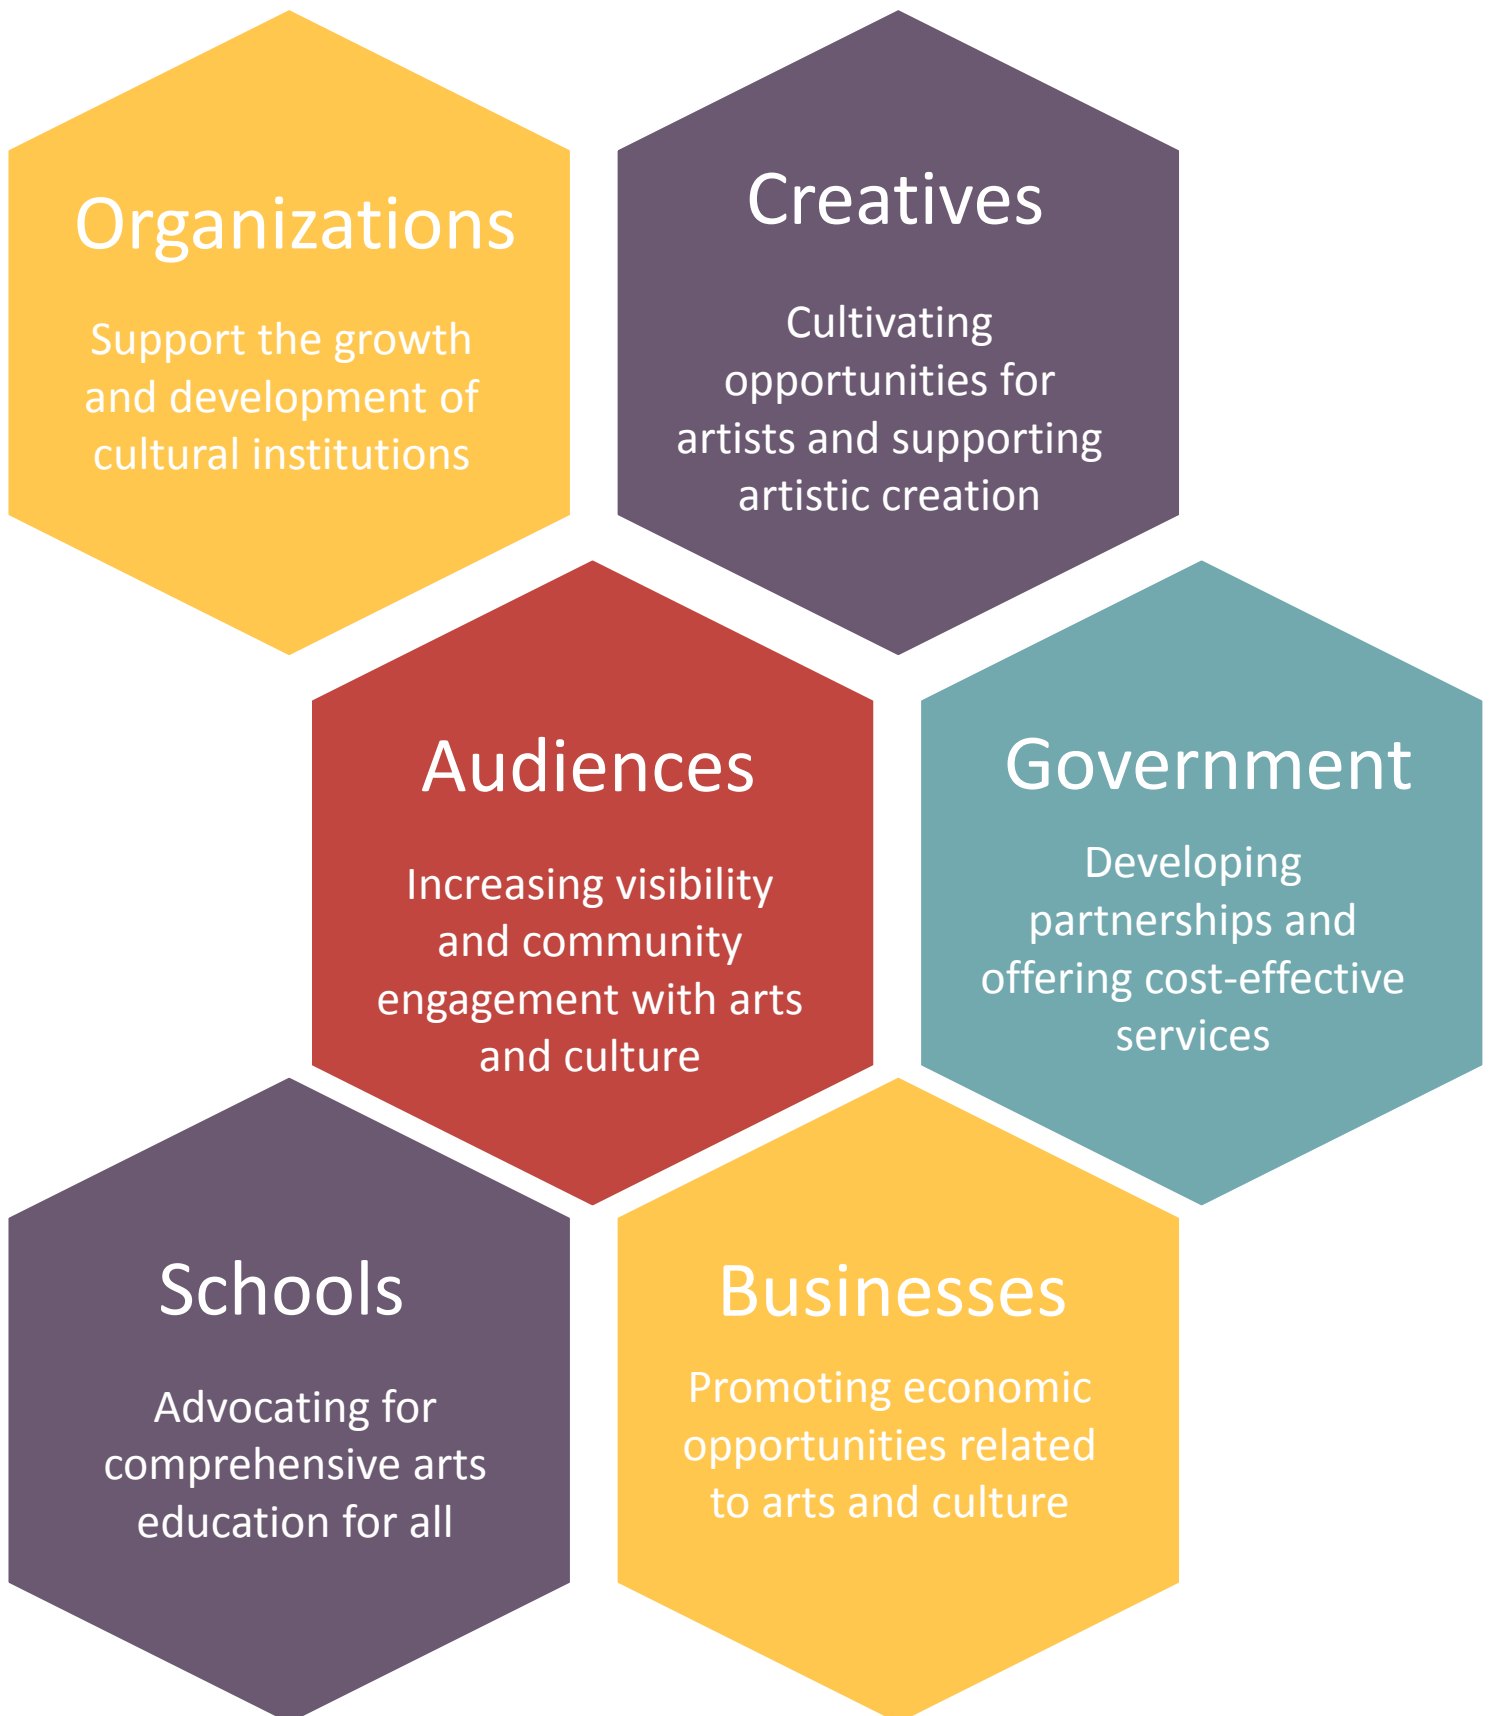 Organizations
Support the growth
and development of
cultural institutions
Creatives
Cultivating
opportunities for
artists and supporting
artistic creation
Audiences
Increasing visibility
and community
engagement with arts
and culture
Government
Developing
partnerships and
offering cost-effective
services
Schools
Advocating for
comprehensive arts
education for all
Businesses
Promoting economic
opportunities related
to arts and culture